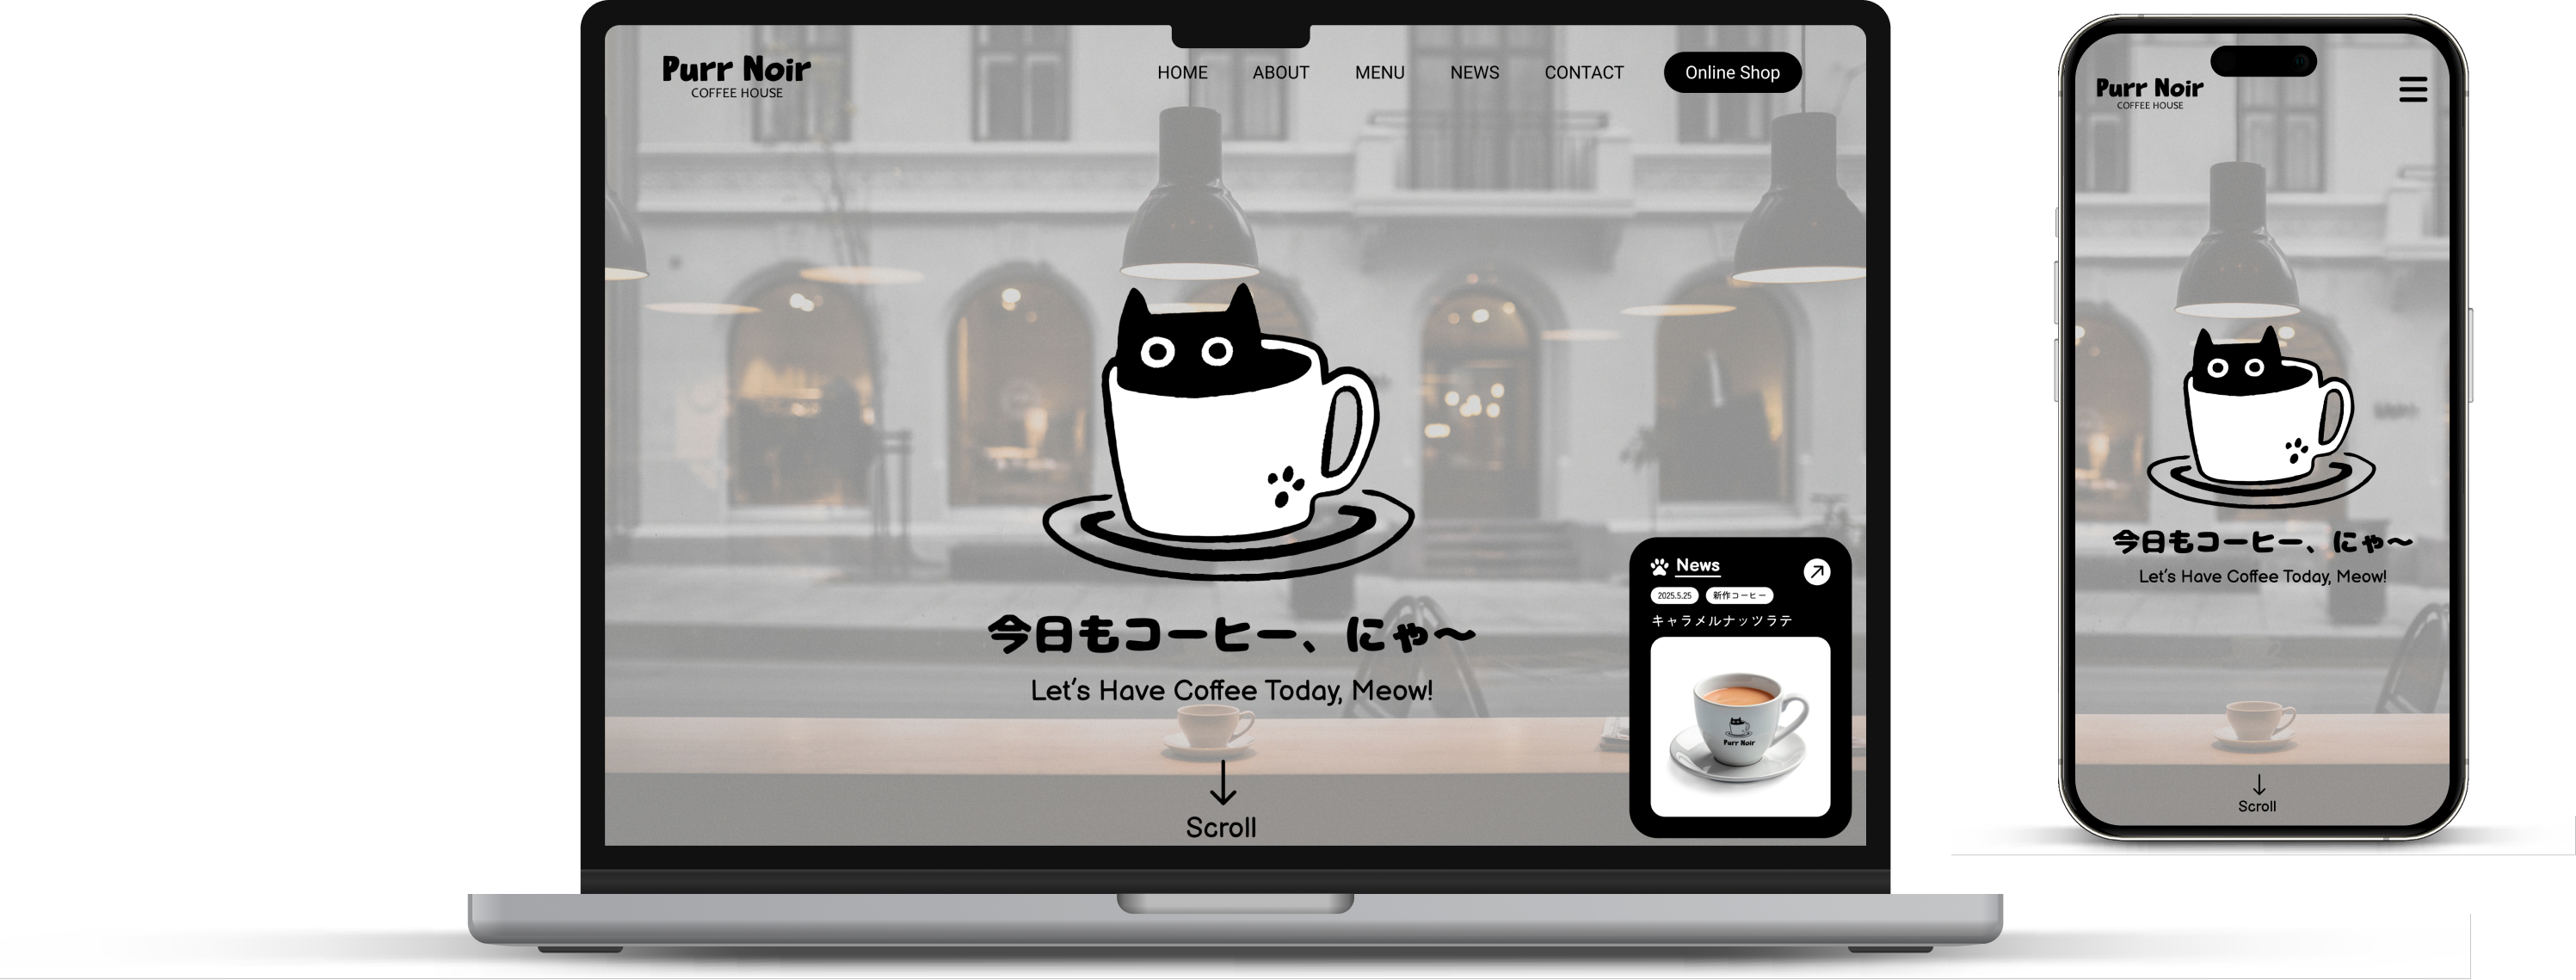 Purr Noir
COFFEE HOUSE
HOME ABOUT MENU NEWS CONTACT Online Shop
今日もコーヒー、にゃ～
Let's Have Coffee Today, Meow!
Scroll
News
2025.5.25 新作コーヒー
キャラメルナッツラテ
Purr Noir
Purr Noir
COFFEE HOUSE
今日もコーヒー、にゃ～
Let's Have Coffee Today, Meow!
Scroll